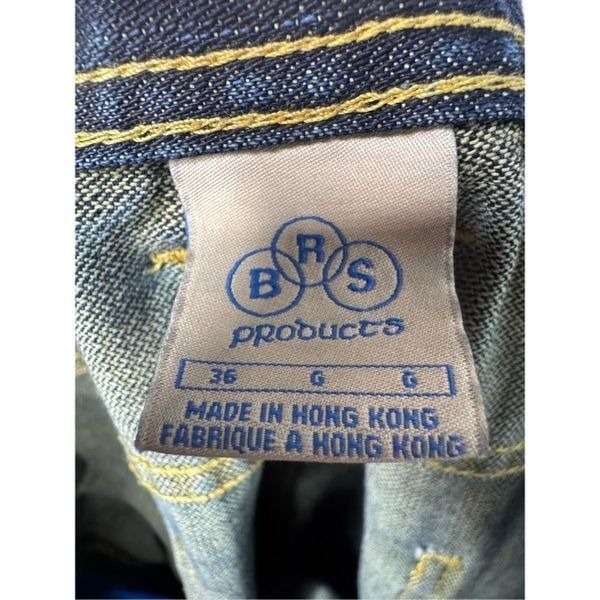 B R S
PRODUCTS
36 G G
MADE IN HONG KONG
FABRIQUE A HONG KONG